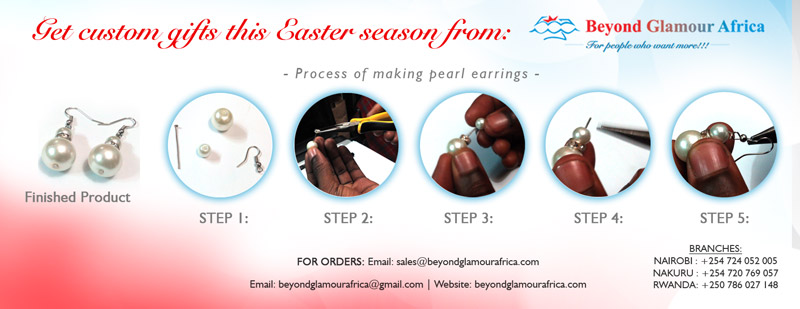 Get custom gifts this Easter season from:
Beyond Glamour Africa
For people who want more!!!
- Process of making pearl earrings -
Finished Product
STEP 1:
STEP 2:
STEP 3:
STEP 4:
STEP 5:
FOR ORDERS: Email: sales@beyondglamourafrica.com
Email: beyondglamourafrica@gmail.com | Website: beyondglamourafrica.com
BRANCHES:
NAIROBI : +254 724 052 005
NAKURU : +254 720 769 057
RWANDA: +250 786 027 148